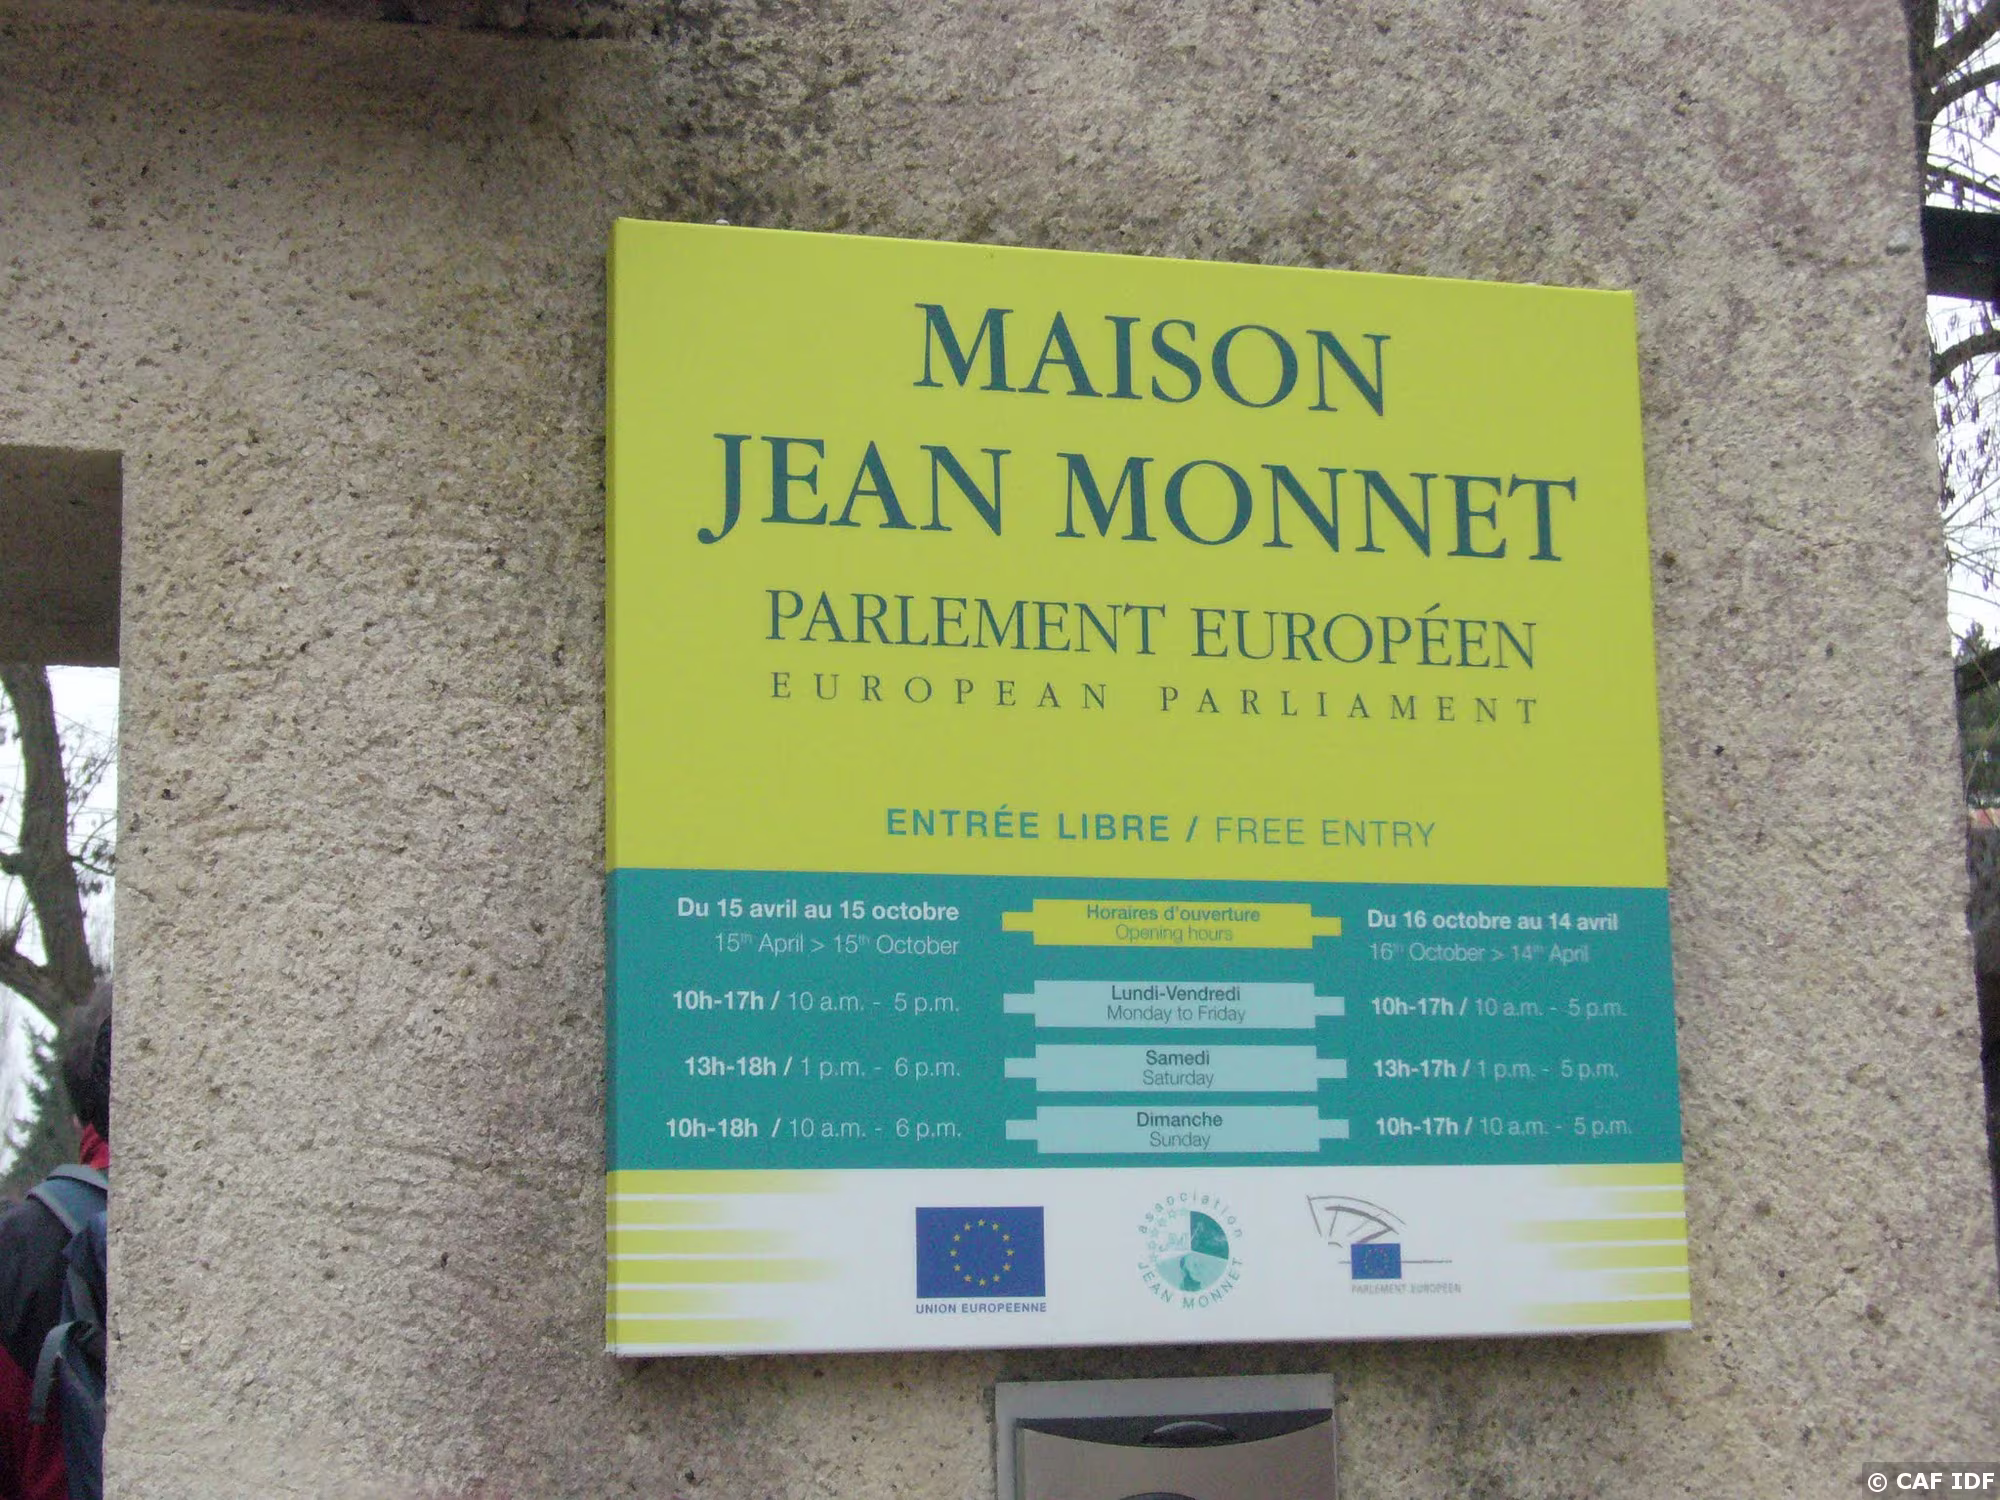 MAISON
JEAN MONNET
PARLEMENT EUROPÉEN
EUROPEAN PARLIAMENT
ENTRÉE LIBRE / FREE ENTRY
Du 15 avril au 15 octobre
15th April > 15th October
Horaires d'ouverture
Opening hours
Du 16 octobre au 14 avril
16th October > 14th April
10h-17h / 10 a.m. - 5 p.m.
Lundi-Vendredi
Monday to Friday
10h-17h / 10 a.m. - 5 p.m.
13h-18h / 1 p.m. - 6 p.m.
Samedi
Saturday
13h-17h / 1 p.m. - 5 p.m.
10h-18h / 10 a.m. - 6 p.m.
Dimanche
Sunday
10h-17h / 10 a.m. - 5 p.m.
UNION EUROPEENNE
association
JEAN MONNET
PARLEMENT EUROPÉEN
© CAF IDF